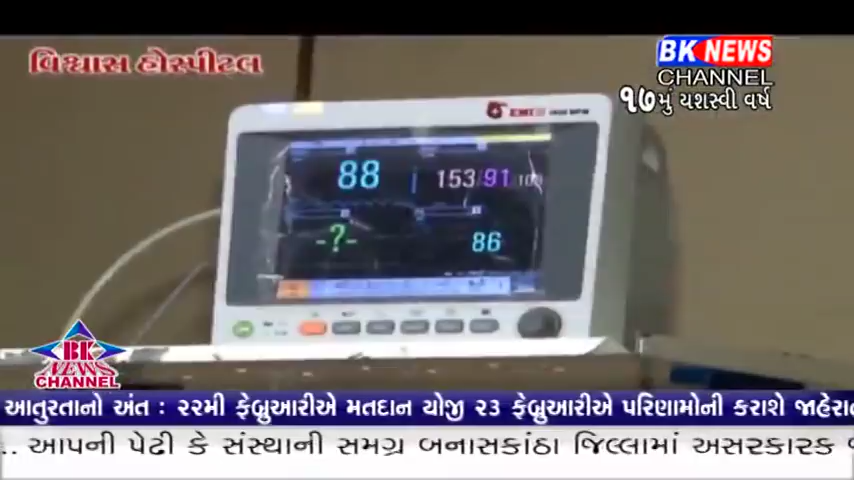 વિશ્વાસ હોસ્પીટલ
BK NEWS
CHANNEL
૧૭મું યશસ્વી વર્ષ
EMI
88
153/91
-?-
86
BK
NEWS
CHANNEL
આતુરતાનો અંત : ૨૨મી ફેબ્રુઆરીએ મતદાન યોજી ૨૩ ફેબ્રુઆરીએ પરિણામોની કરાશે જાહેરાત
... આપની પેઢી કે સંસ્થાની સમગ્ર બનાસકાંઠા જિલ્લામાં અસરકારક